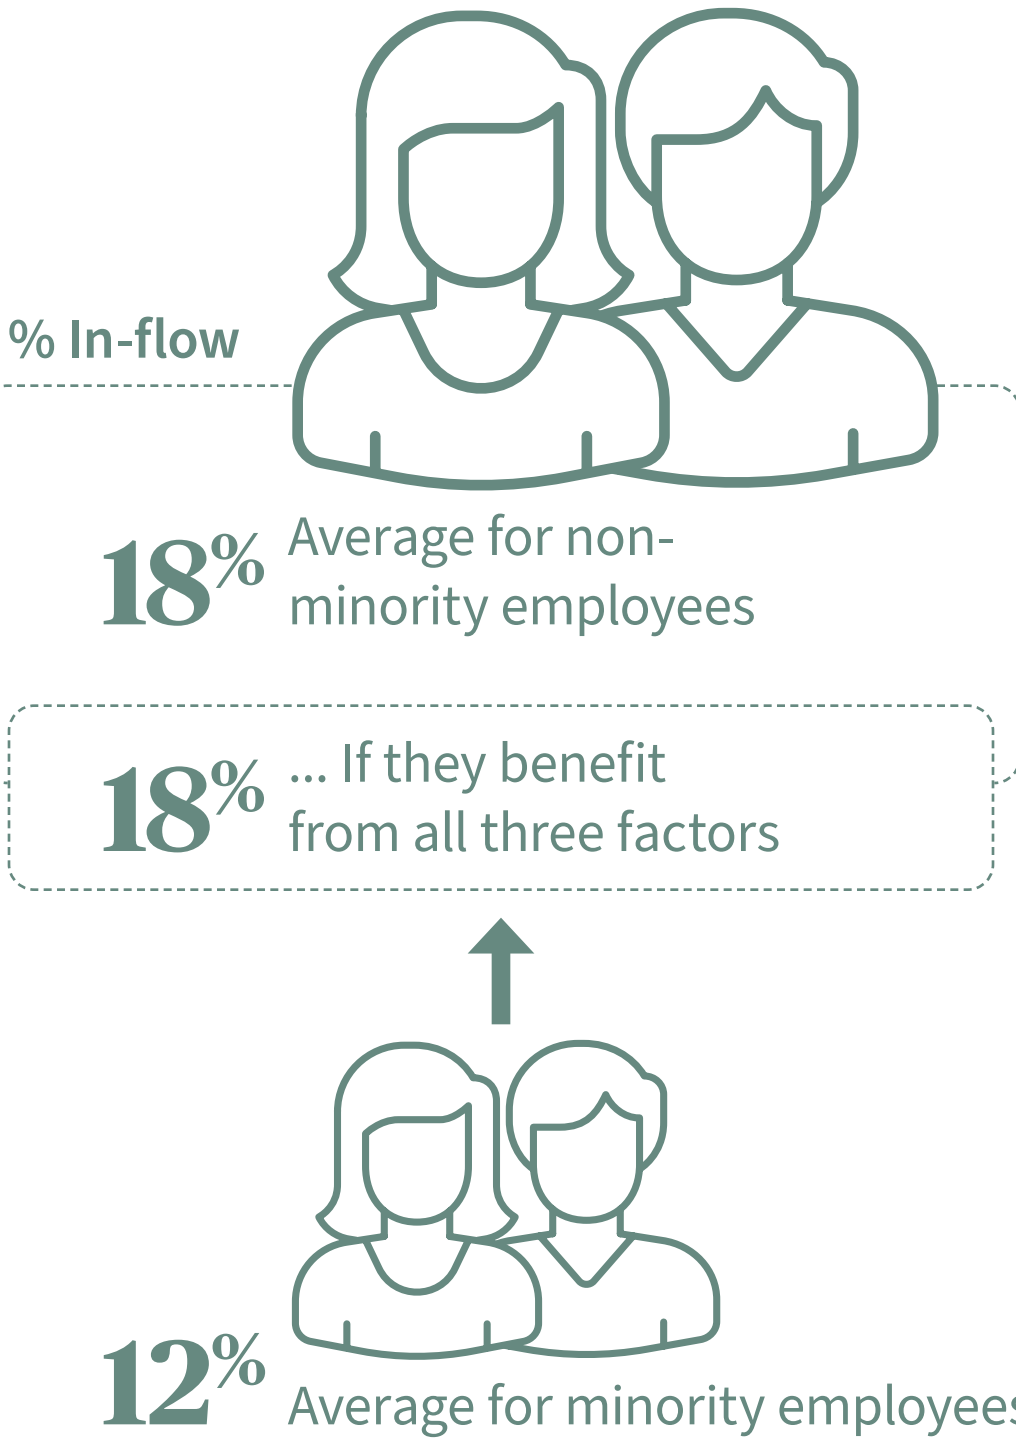 % In-flow
18% Average for non-
minority employees
18% ... If they benefit
from all three factors
12% Average for minority employees